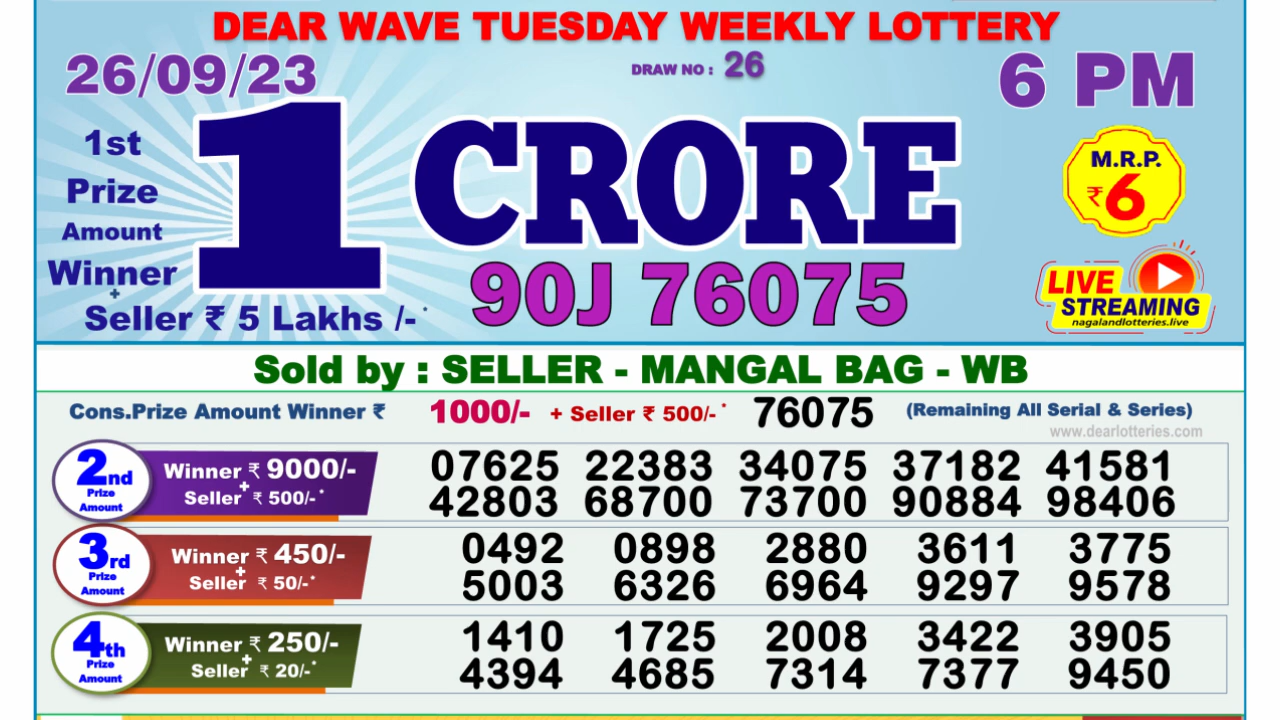 DEAR WAVE TUESDAY WEEKLY LOTTERY
26/09/23
DRAW NO : 26
6 PM
1st
Prize
Amount
Winner
+
Seller ₹ 5 Lakhs /-*
1 CRORE
90J 76075
M.R.P.
₹6
LIVE
STREAMING
nagalandlotteries.live
Sold by : SELLER - MANGAL BAG - WB
Cons.Prize Amount Winner ₹ 1000/- + Seller ₹ 500/-* 76075 (Remaining All Serial & Series)
www.dearlotteries.com
2nd
Prize
Amount
Winner ₹ 9000/-
+
Seller ₹ 500/-*
07625 22383 34075 37182 41581
42803 68700 73700 90884 98406
3rd
Prize
Amount
Winner ₹ 450/-
+
Seller ₹ 50/-*
0492 0898 2880 3611 3775
5003 6326 6964 9297 9578
4th
Prize
Amount
Winner ₹ 250/-
+
Seller ₹ 20/-*
1410 1725 2008 3422 3905
4394 4685 7314 7377 9450